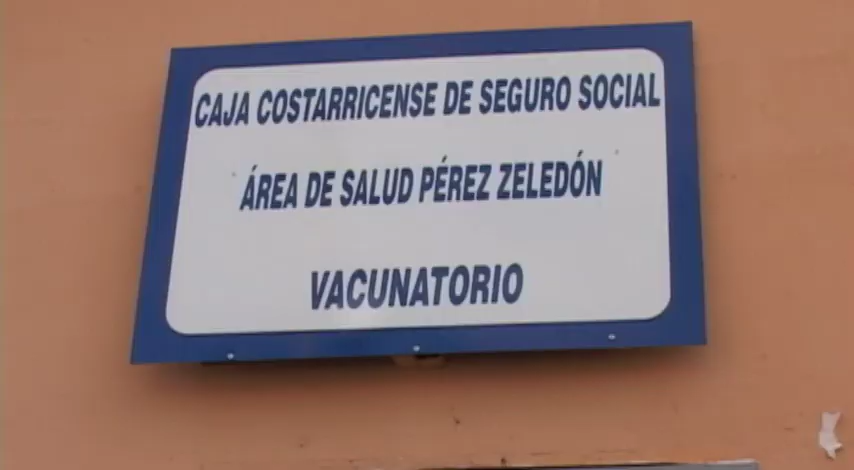 CAJA COSTARRICENSE DE SEGURO SOCIAL
ÁREA DE SALUD PÉREZ ZELEDÓN
VACUNATORIO